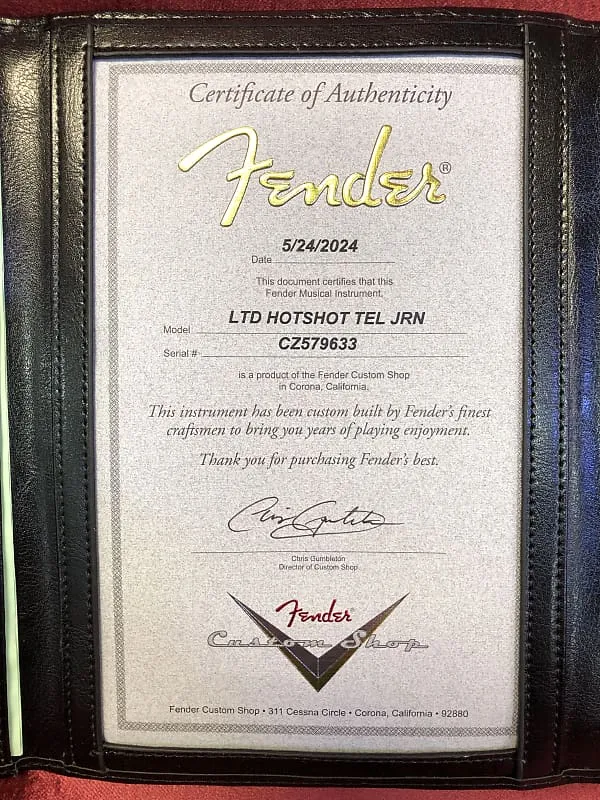 Certificate of Authenticity
Fender®
5/24/2024
Date
This document certifies that this
Fender Musical Instrument,
LTD HOTSHOT TEL JRN
Model
CZ579633
Serial #
is a product of the Fender Custom Shop
in Corona, California.
This instrument has been custom built by Fender's finest
craftsmen to bring you years of playing enjoyment.
Thank you for purchasing Fender's best.
Chris Gumbleton
Director of Custom Shop
Fender
Custom Shop
Fender Custom Shop • 311 Cessna Circle • Corona, California • 92880